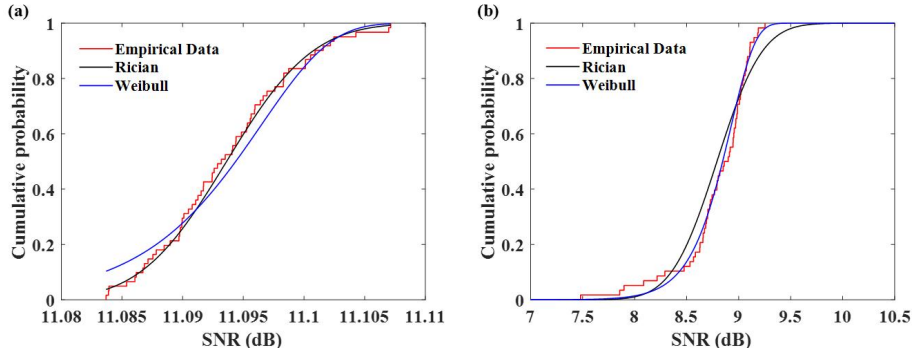 (a)
Cumulative probability
1
0.8
0.6
0.4
0.2
0
Empirical Data
Rician
Weibull
11.08 11.085 11.09 11.095 11.1 11.105 11.11
SNR (dB)
(b)
Cumulative probability
1
0.8
0.6
0.4
0.2
0
Empirical Data
Rician
Weibull
7 7.5 8 8.5 9 9.5 10 10.5
SNR (dB)